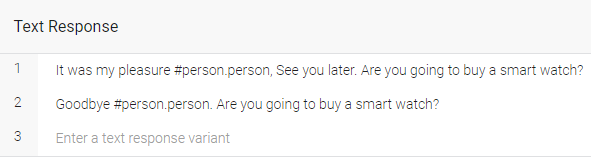 Text Response
1 It was my pleasure #person.person, See you later. Are you going to buy a smart watch?
2 Goodbye #person.person. Are you going to buy a smart watch?
3 Enter a text response variant